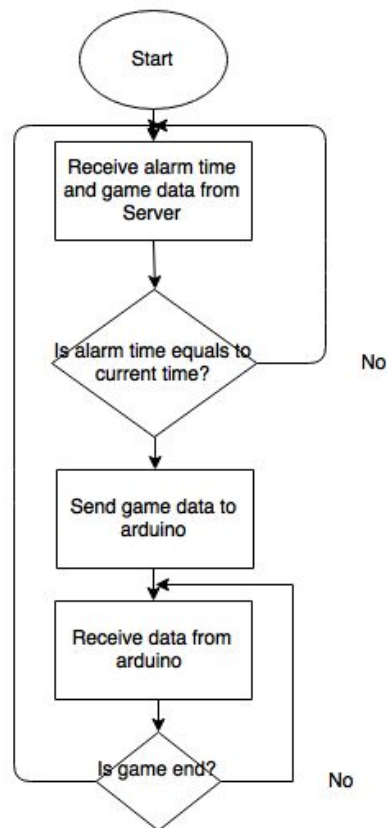 Start
Receive alarm time
and game data from
Server
Is alarm time equals to
current time?
No
Send game data to
arduino
Receive data from
arduino
Is game end?
No